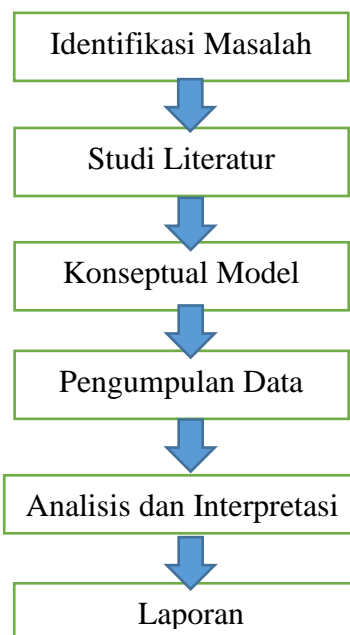 Identifikasi Masalah
Studi Literatur
Konseptual Model
Pengumpulan Data
Analisis dan Interpretasi
Laporan